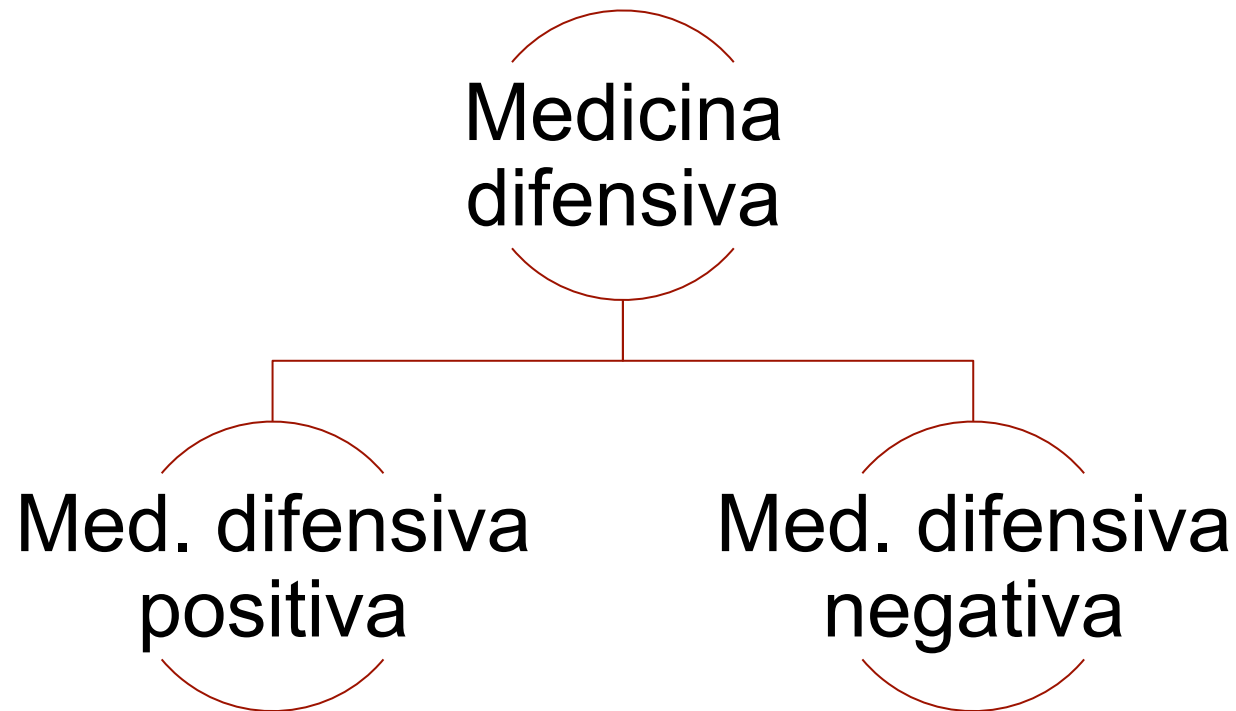 Medicina
difensiva
Med. difensiva
positiva
Med. difensiva
negativa